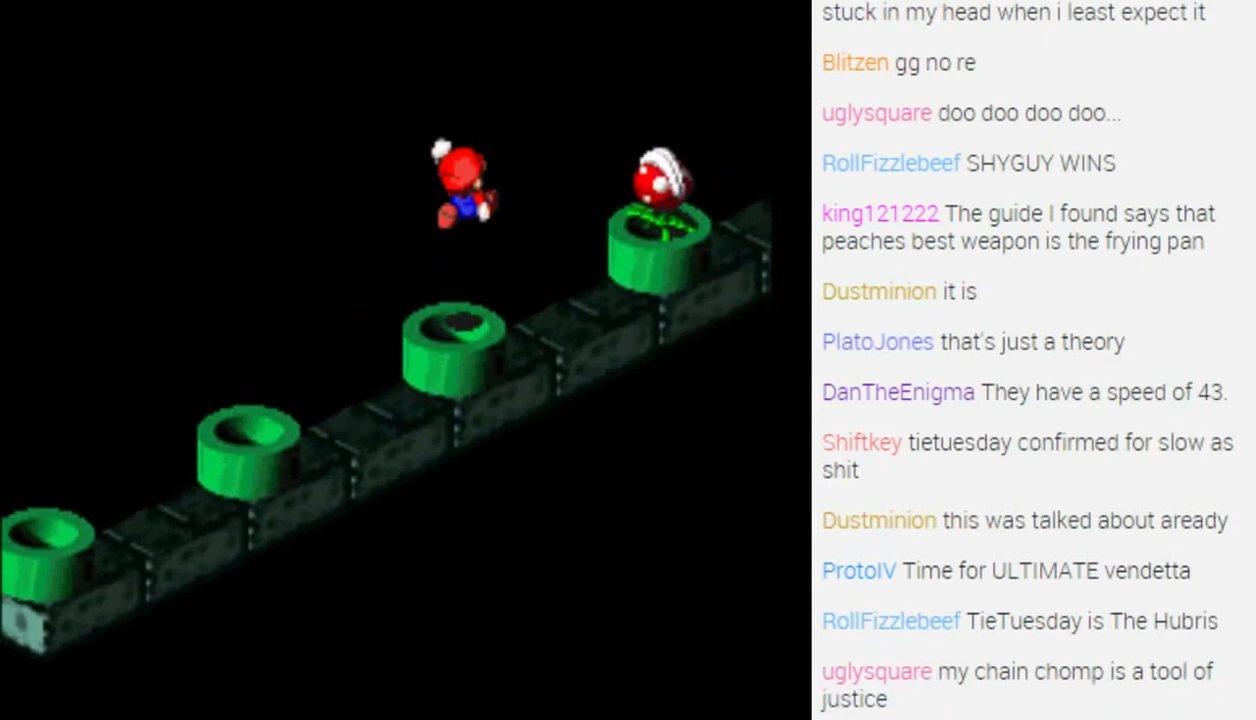 stuck in my head when i least expect it
Blitzen gg no re
uglysquare doo doo doo doo...
RollFizzlebeef SHYGUY WINS
king121222 The guide I found says that
peaches best weapon is the frying pan
Dustminion it is
PlatoJones that's just a theory
DanTheEnigma They have a speed of 43.
Shiftkey tietuesday confirmed for slow as
shit
Dustminion this was talked about aready
ProtoIV Time for ULTIMATE vendetta
RollFizzlebeef TieTuesday is The Hubris
uglysquare my chain chomp is a tool of
justice